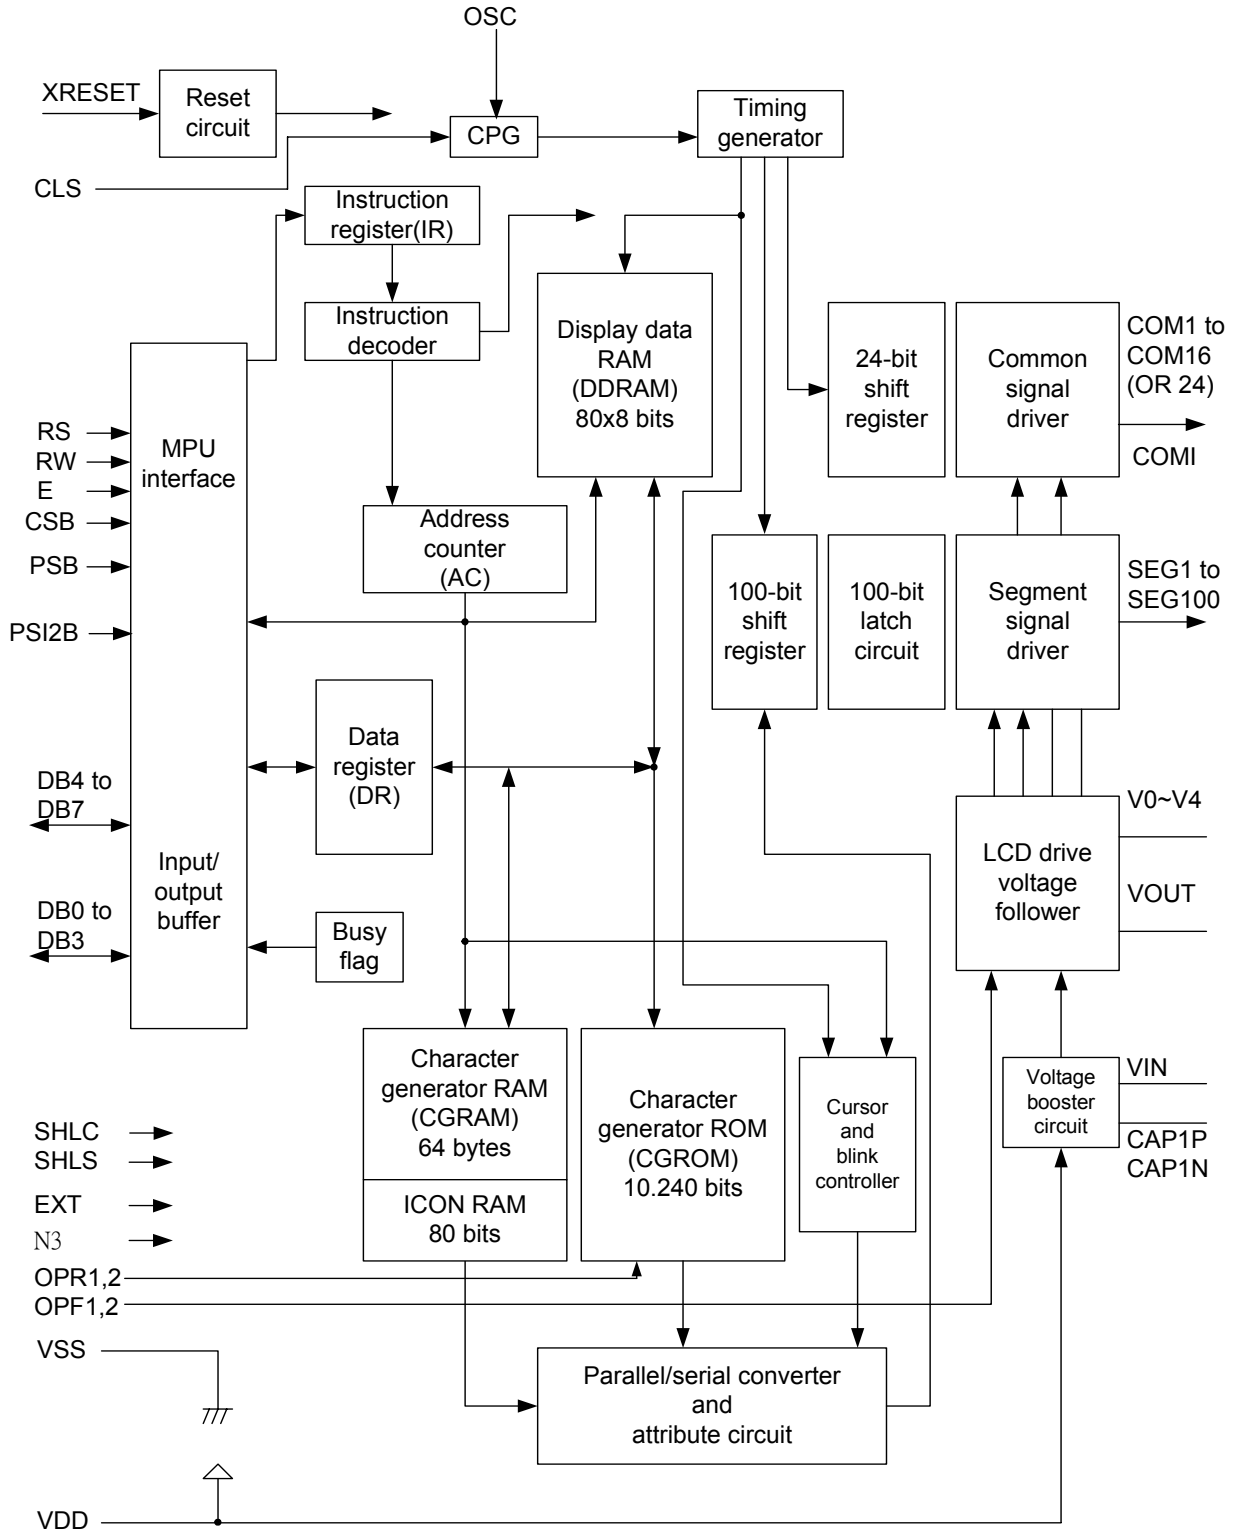 OSC
XRESET
Reset
circuit
CPG
Timing
generator
CLS
Instruction
register(IR)
Instruction
decoder
Display data
RAM
(DDRAM)
80x8 bits
24-bit
shift
register
Common
signal
driver
COM1 to
COM16
(OR 24)
COMI
RS
RW
E
CSB
PSB
PSI2B
MPU
interface
Address
counter
(AC)
100-bit
shift
register
100-bit
latch
circuit
Segment
signal
driver
SEG1 to
SEG100
Data
register
(DR)
DB4 to
DB7
DB0 to
DB3
Input/
output
buffer
Busy
flag
LCD drive
voltage
follower
V0~V4
VOUT
Character
generator RAM
(CGRAM)
64 bytes
ICON RAM
80 bits
Character
generator ROM
(CGROM)
10.240 bits
Cursor
and
blink
controller
Voltage
booster
circuit
VIN
CAP1P
CAP1N
SHLC
SHLS
EXT
N3
OPR1,2
OPF1,2
VSS
Parallel/serial converter
and
attribute circuit
VDD